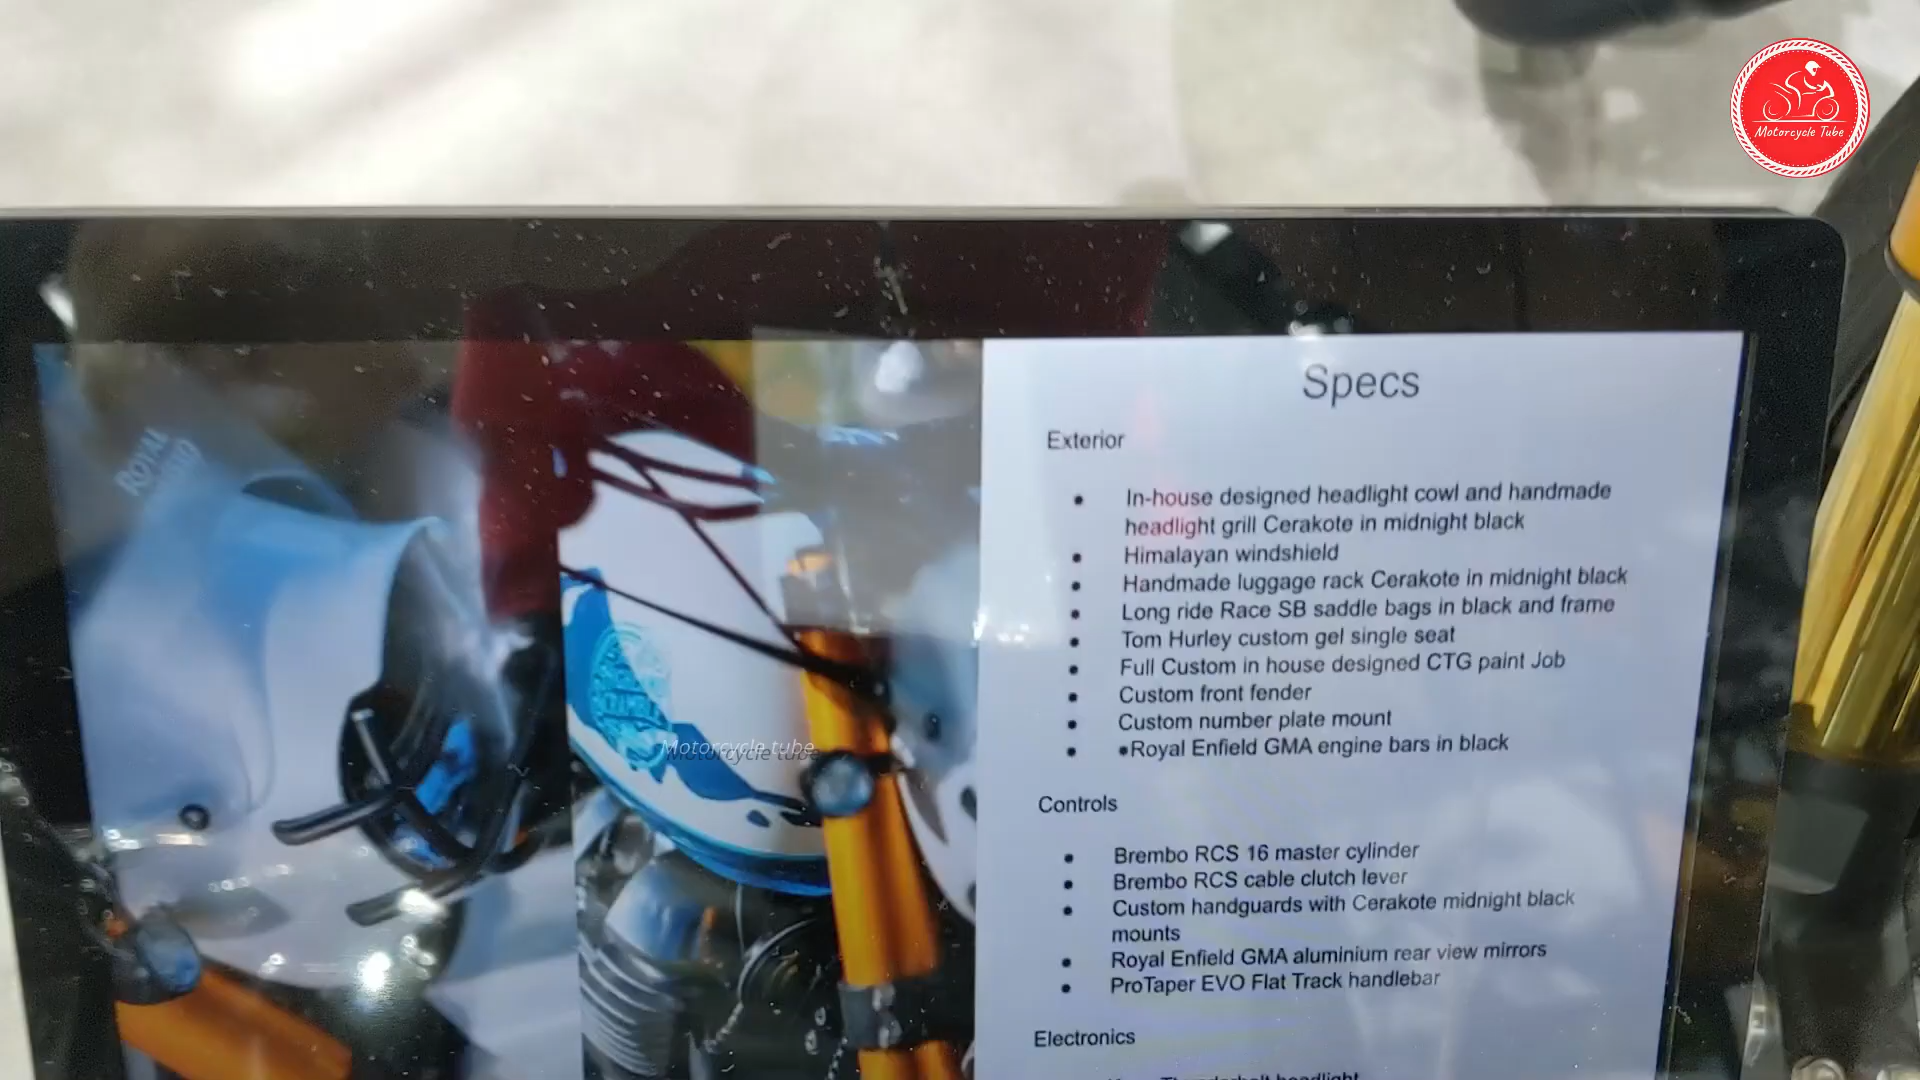 Motorcycle Tube
ROYAL
Specs
Exterior
• In-house designed headlight cowl and handmade
headlight grill Cerakote in midnight black
• Himalayan windshield
• Handmade luggage rack Cerakote in midnight black
• Long ride Race SB saddle bags in black and frame
• Tom Hurley custom gel single seat
• Full Custom in house designed CTG paint Job
• Custom front fender
• Custom number plate mount
• •Royal Enfield GMA engine bars in black
Motorcycle tube
Motorcycle tube
Controls
• Brembo RCS 16 master cylinder
• Brembo RCS cable clutch lever
• Custom handguards with Cerakote midnight black
mounts
• Royal Enfield GMA aluminium rear view mirrors
• ProTaper EVO Flat Track handlebar
Electronics
headlight